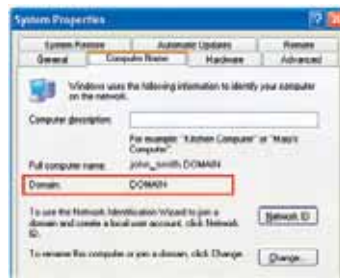 System Properties
System Restore
Automatic Updates
Remote
General
Computer Name
Hardware
Advanced
Windows uses the following information to identify your computer
on the network.
Computer description:
For example: "Kitchen Computer" or "Mary's
Computer".
Full computer name:
john_smith.DOMAIN
Domain:
DOMAIN
To use the Network Identification Wizard to join a
domain and create a local user account, click Network
ID.
Network ID
To rename this computer or join a domain, click Change.
Change...